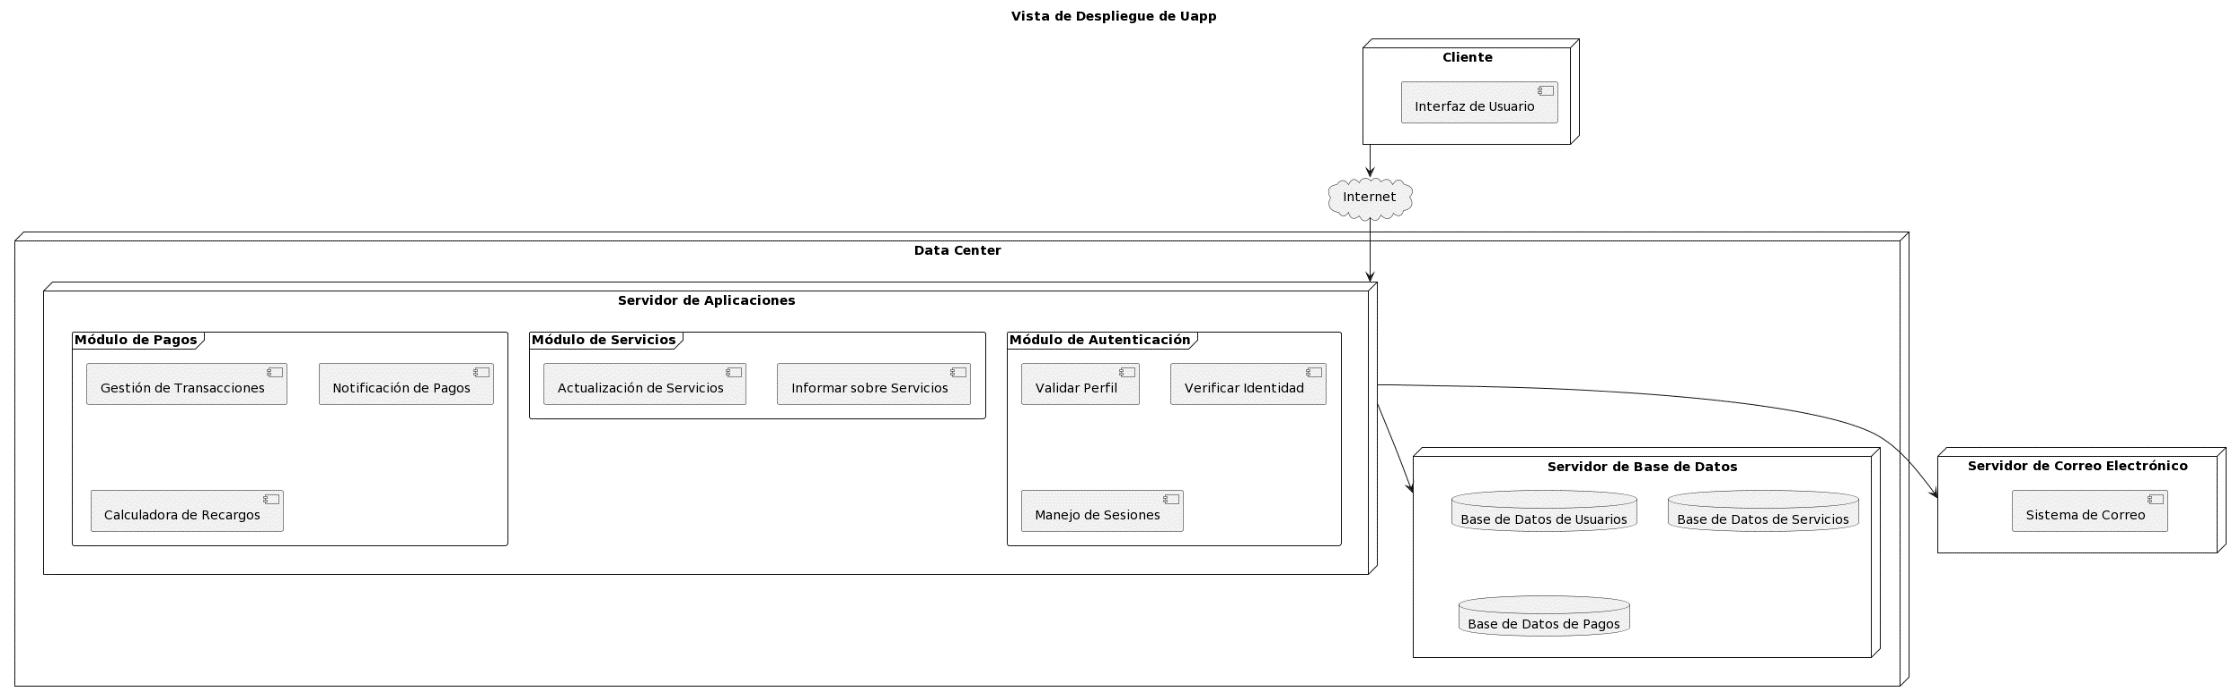 Vista de Despliegue de Uapp
Cliente
Interfaz de Usuario
Internet
Data Center
Servidor de Aplicaciones
Módulo de Pagos
Gestión de Transacciones
Notificación de Pagos
Calculadora de Recargos
Módulo de Servicios
Actualización de Servicios
Informar sobre Servicios
Módulo de Autenticación
Validar Perfil
Verificar Identidad
Manejo de Sesiones
Servidor de Base de Datos
Base de Datos de Usuarios
Base de Datos de Servicios
Base de Datos de Pagos
Servidor de Correo Electrónico
Sistema de Correo